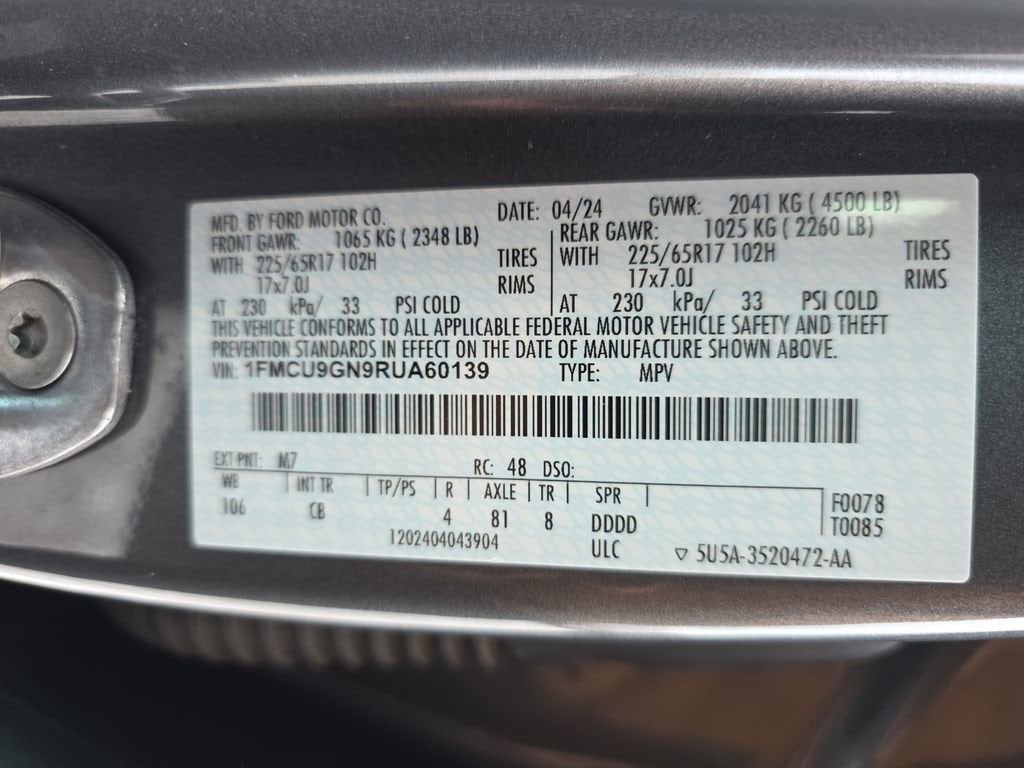 MFD. BY FORD MOTOR CO. DATE: 04/24 GVWR: 2041 KG ( 4500 LB)
FRONT GAWR: 1065 KG ( 2348 LB) REAR GAWR: 1025 KG ( 2260 LB)
WITH 225/65R17 102H TIRES WITH 225/65R17 102H TIRES
17x7.0J RIMS 17x7.0J RIMS
AT 230 kPa/ 33 PSI COLD AT 230 kPa/ 33 PSI COLD
THIS VEHICLE CONFORMS TO ALL APPLICABLE FEDERAL MOTOR VEHICLE SAFETY AND THEFT
PREVENTION STANDARDS IN EFFECT ON THE DATE OF MANUFACTURE SHOWN ABOVE.
VIN: 1FMCU9GN9RUA60139 TYPE: MPV
EXT PNT: M7 RC: 48 DSO:
WB INT TR TP/PS R AXLE TR SPR F0078
106 CB 4 81 8 DDDD T0085
1202404043904 ULC 5U5A-3520472-AA